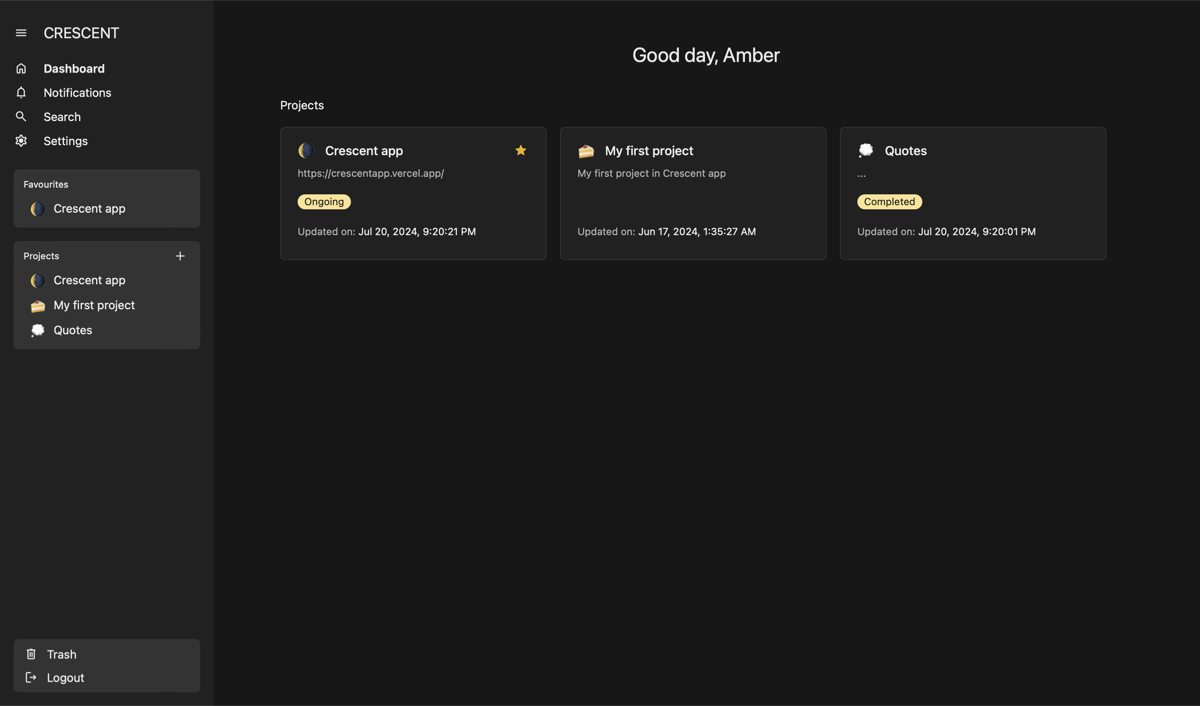 CRESCENT
Dashboard
Notifications
Search
Settings
Favourites
Crescent app
Projects
Crescent app
My first project
Quotes
Trash
Logout
Good day, Amber
Projects
Crescent app
https://crescentapp.vercel.app/
Ongoing
Updated on: Jul 20, 2024, 9:20:21 PM
My first project
My first project in Crescent app
Updated on: Jun 17, 2024, 1:35:27 AM
Quotes
...
Completed
Updated on: Jul 20, 2024, 9:20:01 PM